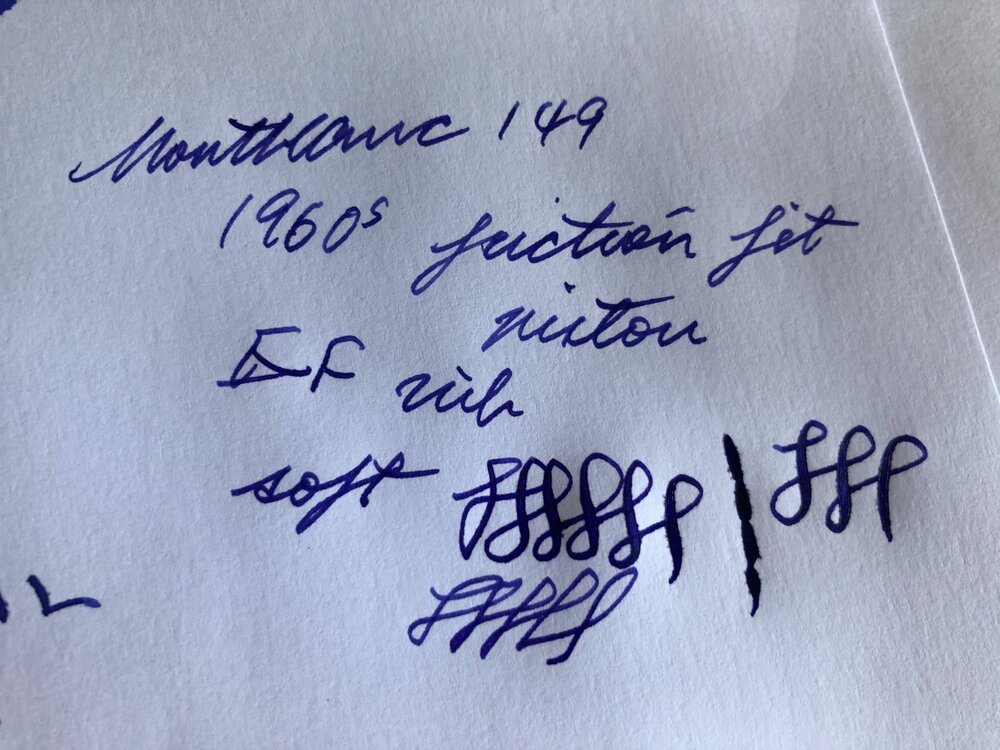 Montblanc 149
1960s friction fit
piston
EF nib
soft
L